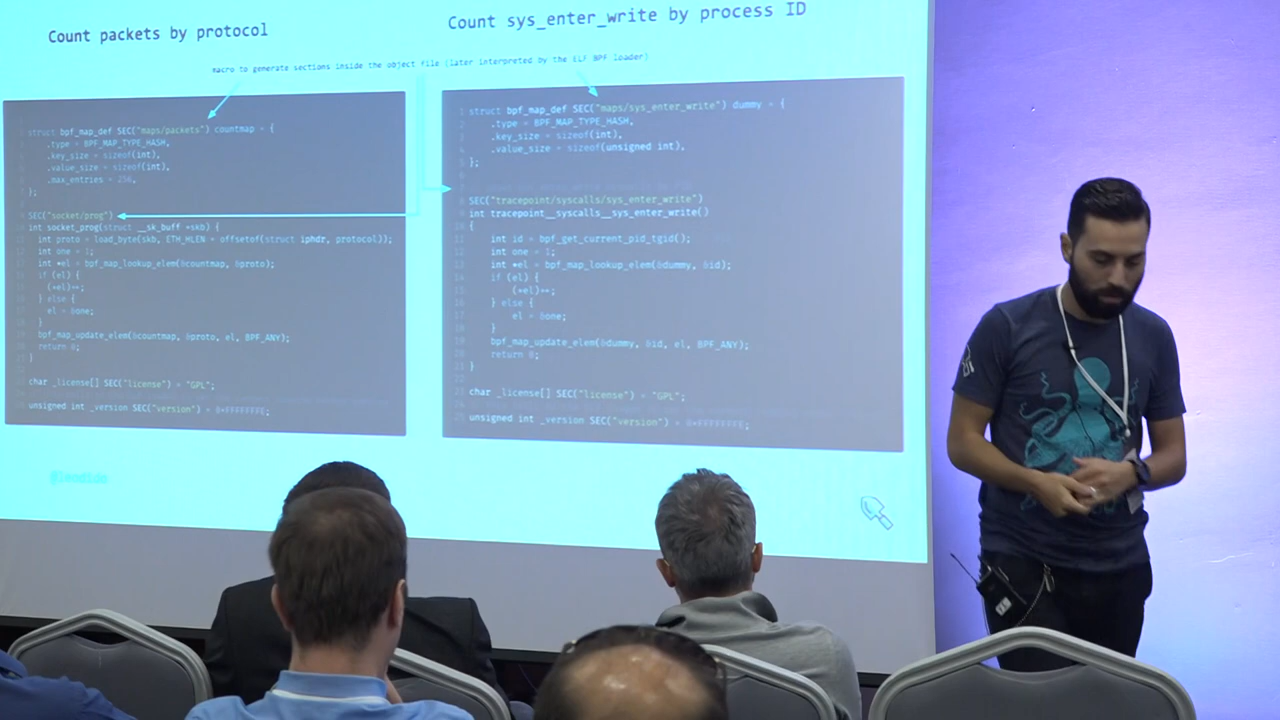 Count packets by protocol
Count sys_enter_write by process ID
macro to generate sections inside the object file (later interpreted by the ELF BPF loader)
struct bpf_map_def SEC("maps/packets") countmap = {
.type = BPF_MAP_TYPE_HASH,
.key_size = sizeof(int),
.value_size = sizeof(int),
.max_entries = 256,
};
SEC("socket/prog")
int socket_prog(struct __sk_buff *skb) {
int proto = load_byte(skb, ETH_HLEN + offsetof(struct iphdr, protocol));
int one = 1;
int *el = bpf_map_lookup_elem(&countmap, &proto);
if (el) {
(*el)++;
} else {
el = &one;
}
bpf_map_update_elem(&countmap, &proto, el, BPF_ANY);
return 0;
}
char _license[] SEC("license") = "GPL";
unsigned int _version SEC("version") = 0xFFFFFFFE;
struct bpf_map_def SEC("maps/sys_enter_write") dummy = {
.type = BPF_MAP_TYPE_HASH,
.key_size = sizeof(int),
.value_size = sizeof(unsigned int),
};
SEC("tracepoint/syscalls/sys_enter_write")
int tracepoint__syscalls__sys_enter_write()
{
int id = bpf_get_current_pid_tgid();
int one = 1;
int *el = bpf_map_lookup_elem(&dummy, &id);
if (el) {
(*el)++;
} else {
el = &one;
}
bpf_map_update_elem(&dummy, &id, el, BPF_ANY);
return 0;
}
char _license[] SEC("license") = "GPL";
unsigned int _version SEC("version") = 0xFFFFFFFE;